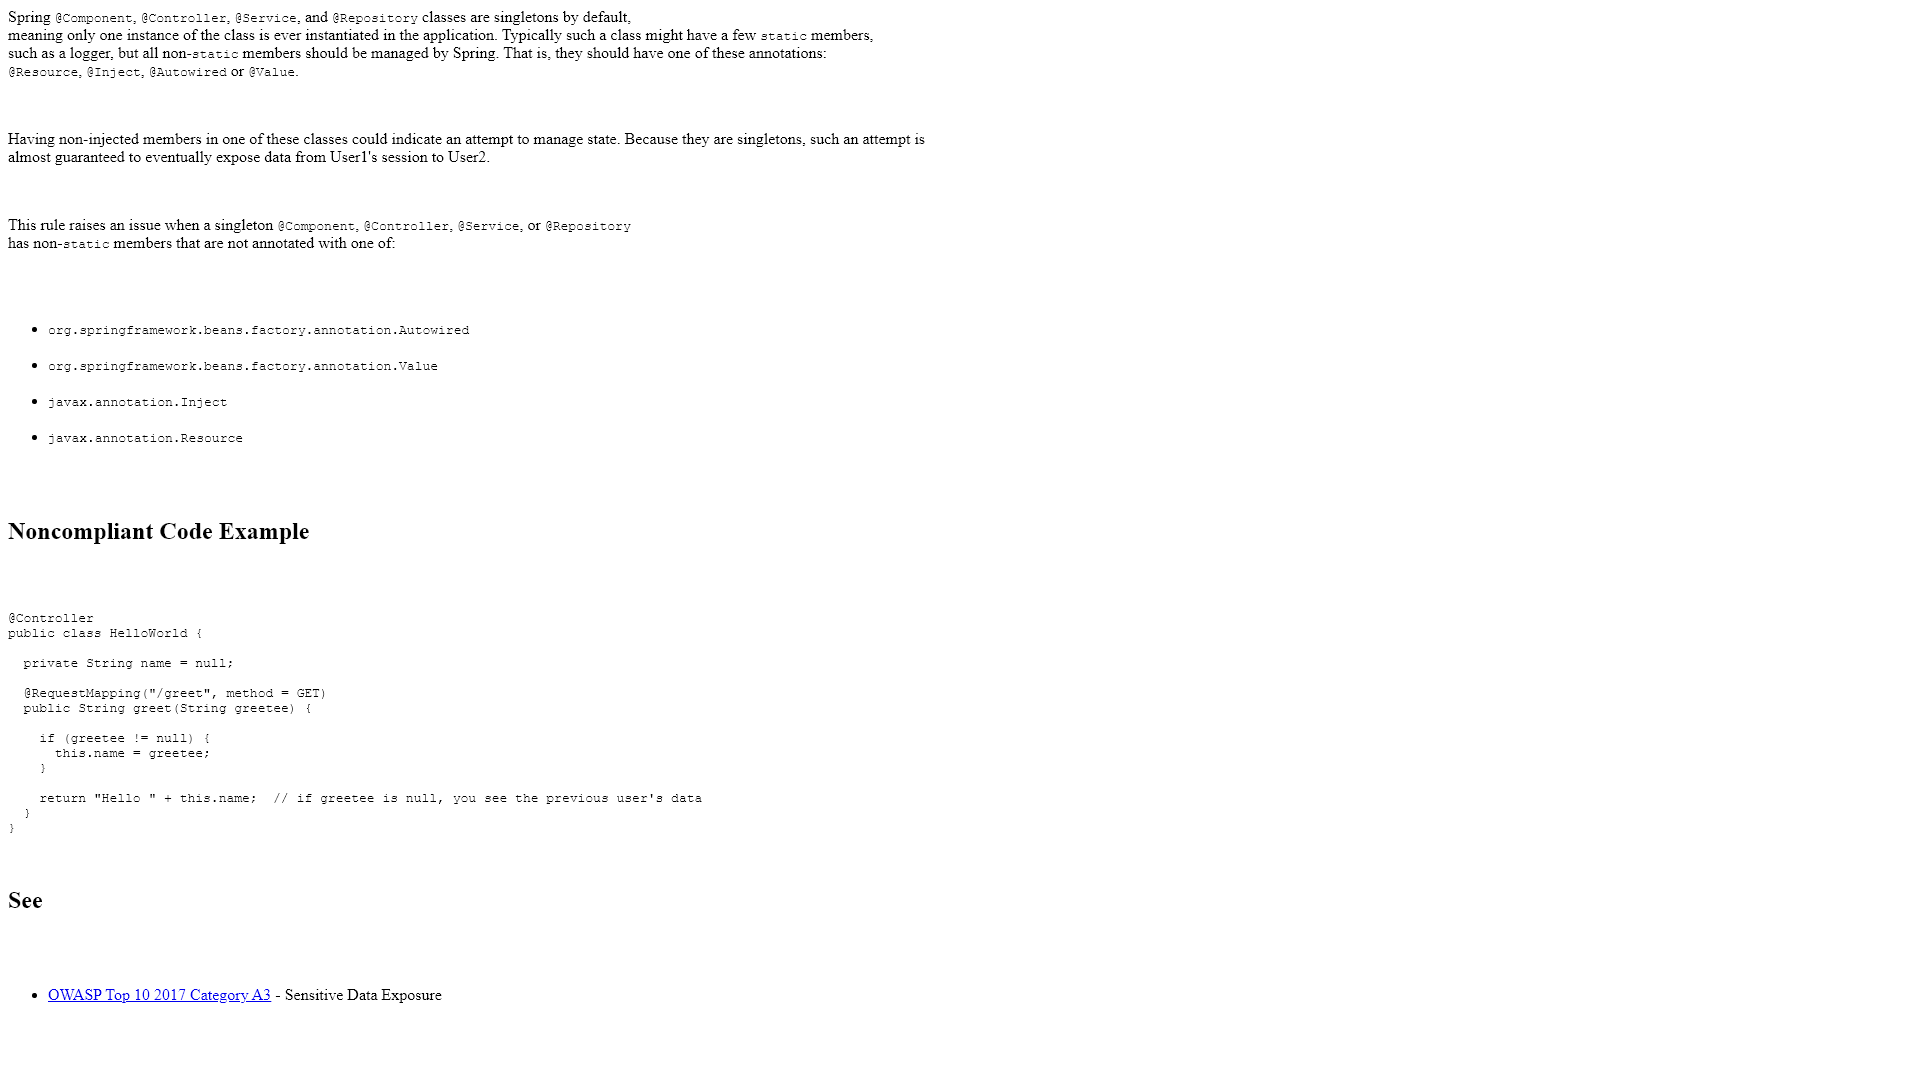 Spring @Component, @Controller, @Service, and @Repository classes are singletons by default,
meaning only one instance of the class is ever instantiated in the application. Typically such a class might have a few static members,
such as a logger, but all non-static members should be managed by Spring. That is, they should have one of these annotations:
@Resource, @Inject, @Autowired or @Value.
Having non-injected members in one of these classes could indicate an attempt to manage state. Because they are singletons, such an attempt is
almost guaranteed to eventually expose data from User1's session to User2.
This rule raises an issue when a singleton @Component, @Controller, @Service, or @Repository
has non-static members that are not annotated with one of:
• org.springframework.beans.factory.annotation.Autowired
• org.springframework.beans.factory.annotation.Value
• javax.annotation.Inject
• javax.annotation.Resource
Noncompliant Code Example
@Controller
public class HelloWorld {
  private String name = null;
  @RequestMapping("/greet", method = GET)
  public String greet(String greetee) {
    if (greetee != null) {
      this.name = greetee;
    }
    return "Hello " + this.name;  // if greetee is null, you see the previous user's data
  }
}
See
• OWASP Top 10 2017 Category A3 - Sensitive Data Exposure